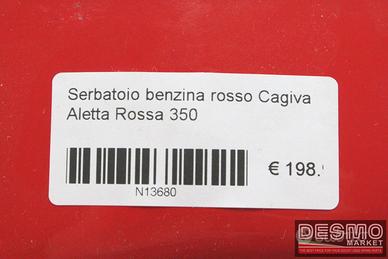 Serbatoio benzina rosso Cagiva
Aletta Rossa 350
€ 198.
N13680
DESMO
MARKET